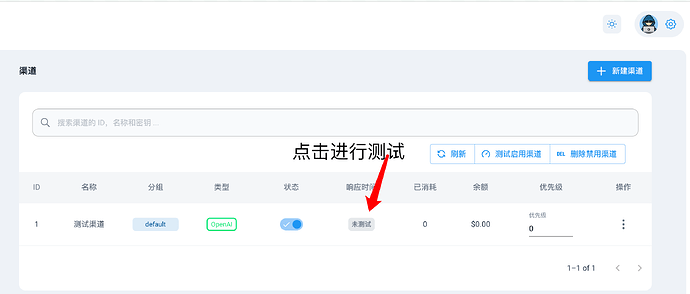 渠道
新建渠道
搜索渠道的 ID，名称和密钥 ...
点击进行测试
刷新 测试启用渠道 DEL 删除禁用渠道
ID 名称 分组 类型 状态 响应时间 已消耗 余额 优先级 操作
优先级
1 测试渠道 default OpenAI 未测试 0 $0.00 0
1–1 of 1